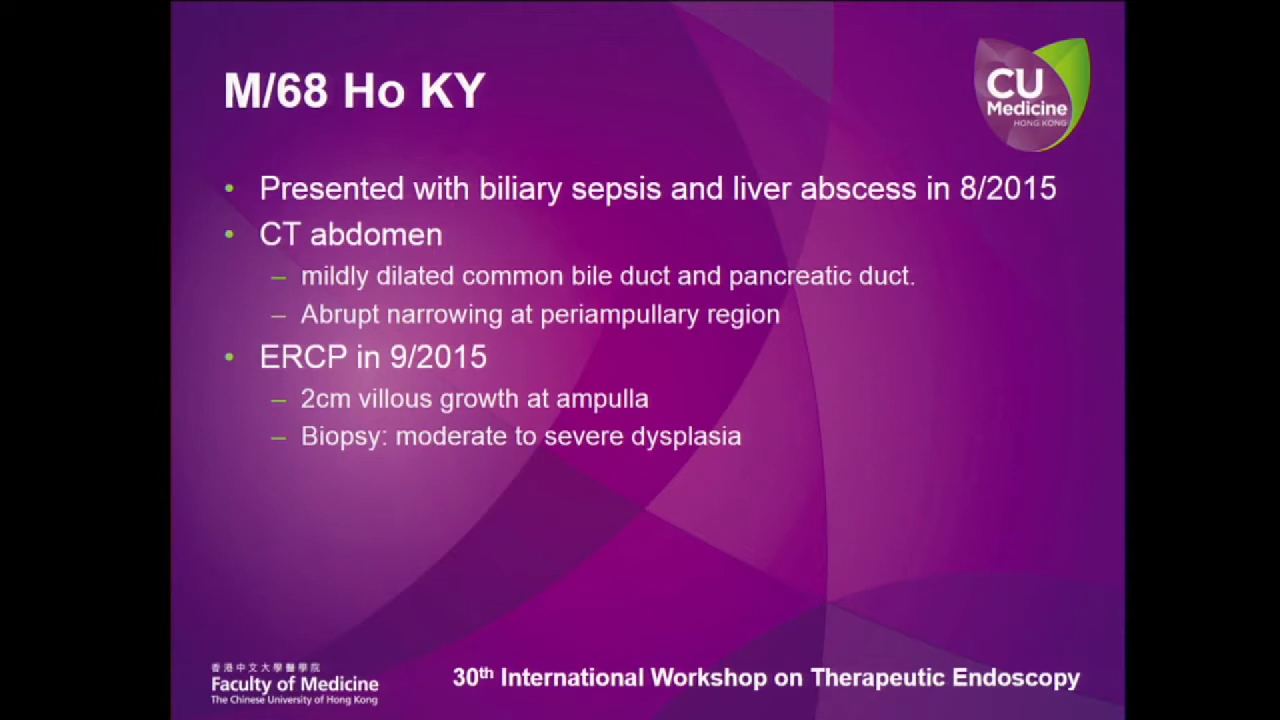 M/68 Ho KY
CU
Medicine
HONG KONG
• Presented with biliary sepsis and liver abscess in 8/2015
• CT abdomen
– mildly dilated common bile duct and pancreatic duct.
– Abrupt narrowing at periampullary region
• ERCP in 9/2015
– 2cm villous growth at ampulla
– Biopsy: moderate to severe dysplasia
香港中文大學醫學院
Faculty of Medicine
The Chinese University of Hong Kong
30th International Workshop on Therapeutic Endoscopy